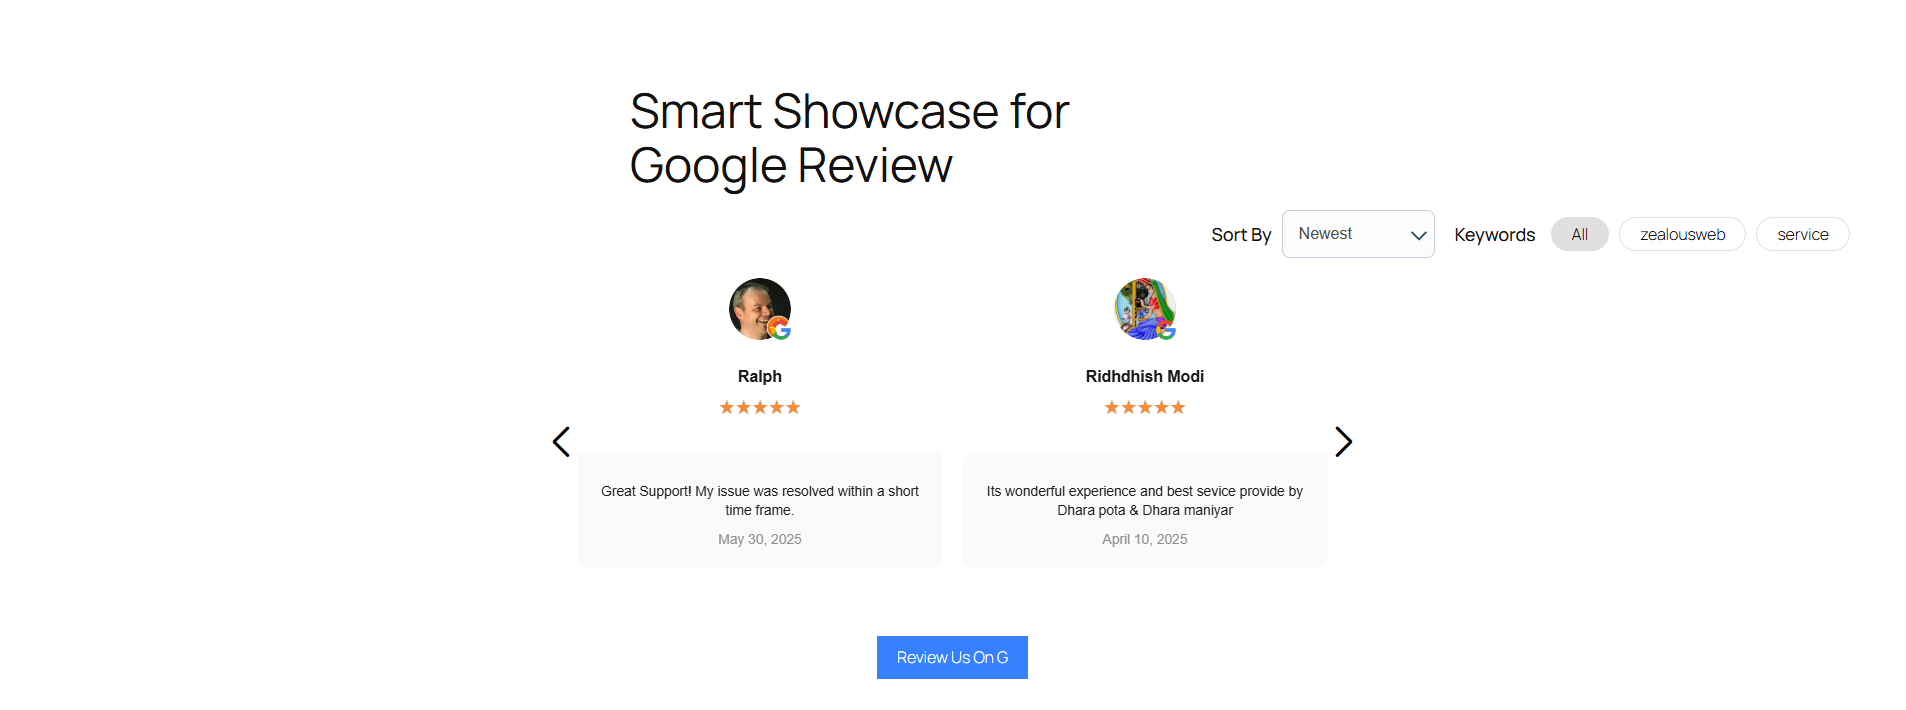 Smart Showcase for
Google Review
Sort By Newest Keywords All zealousweb service
Ralph
Ridhdhish Modi
Great Support! My issue was resolved within a short
time frame.
May 30, 2025
Its wonderful experience and best sevice provide by
Dhara pota & Dhara maniyar
April 10, 2025
Review Us On G